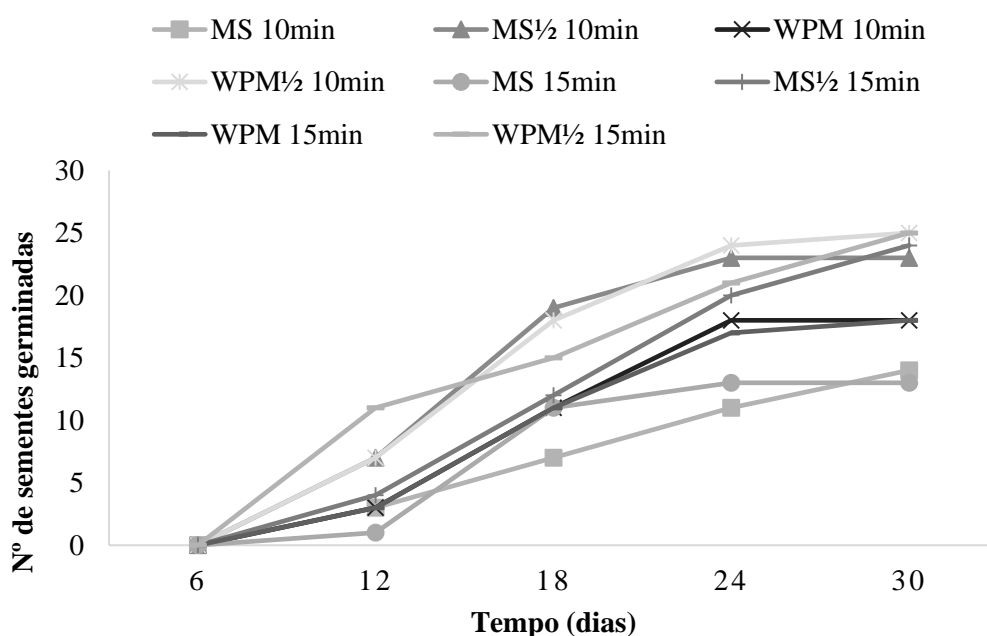 MS 10min MS½ 10min WPM 10min
WPM½ 10min MS 15min MS½ 15min
WPM 15min WPM½ 15min
30
25
20
15
10
5
0
Nº de sementes germinadas
6 12 18 24 30
Tempo (dias)